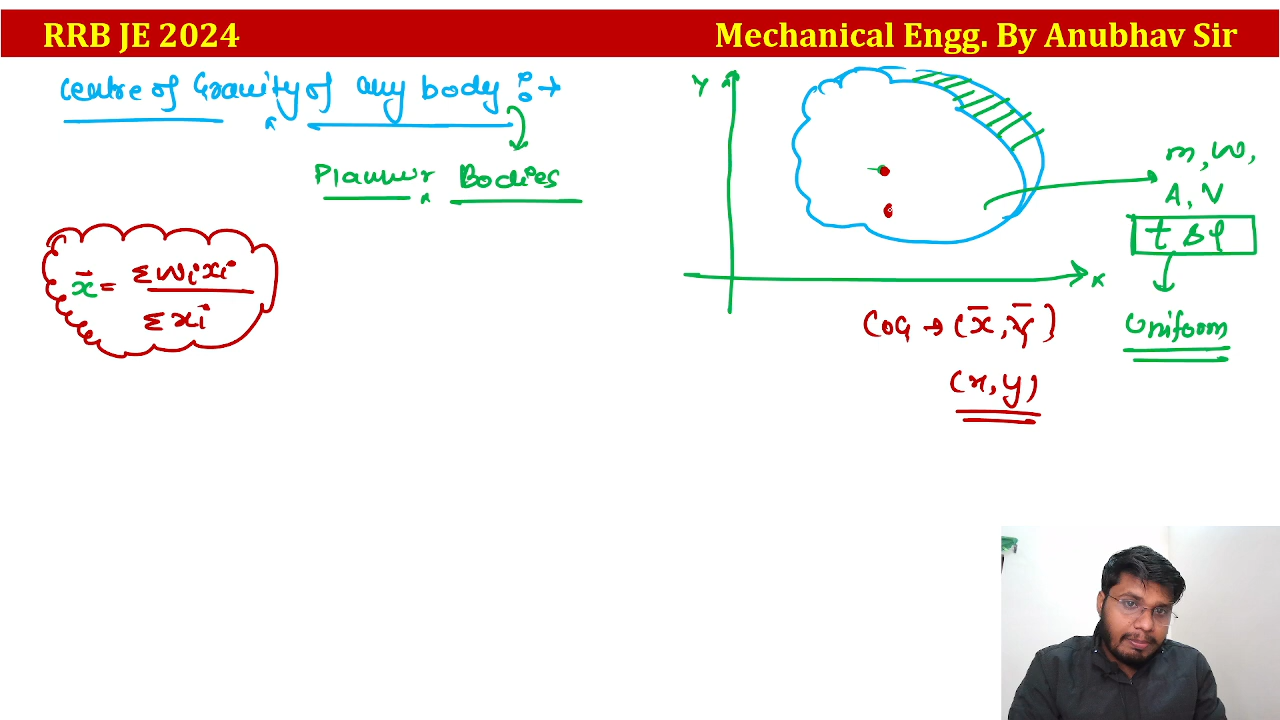 RRB JE 2024
Mechanical Engg. By Anubhav Sir
Centre of Gravity of any body :→
Planner Bodies
x̄ = Σwixi / Σxi
Y
X
m, w,
A, V
t & ρ
Uniform
COG → (x̄, ȳ)
(x, y)